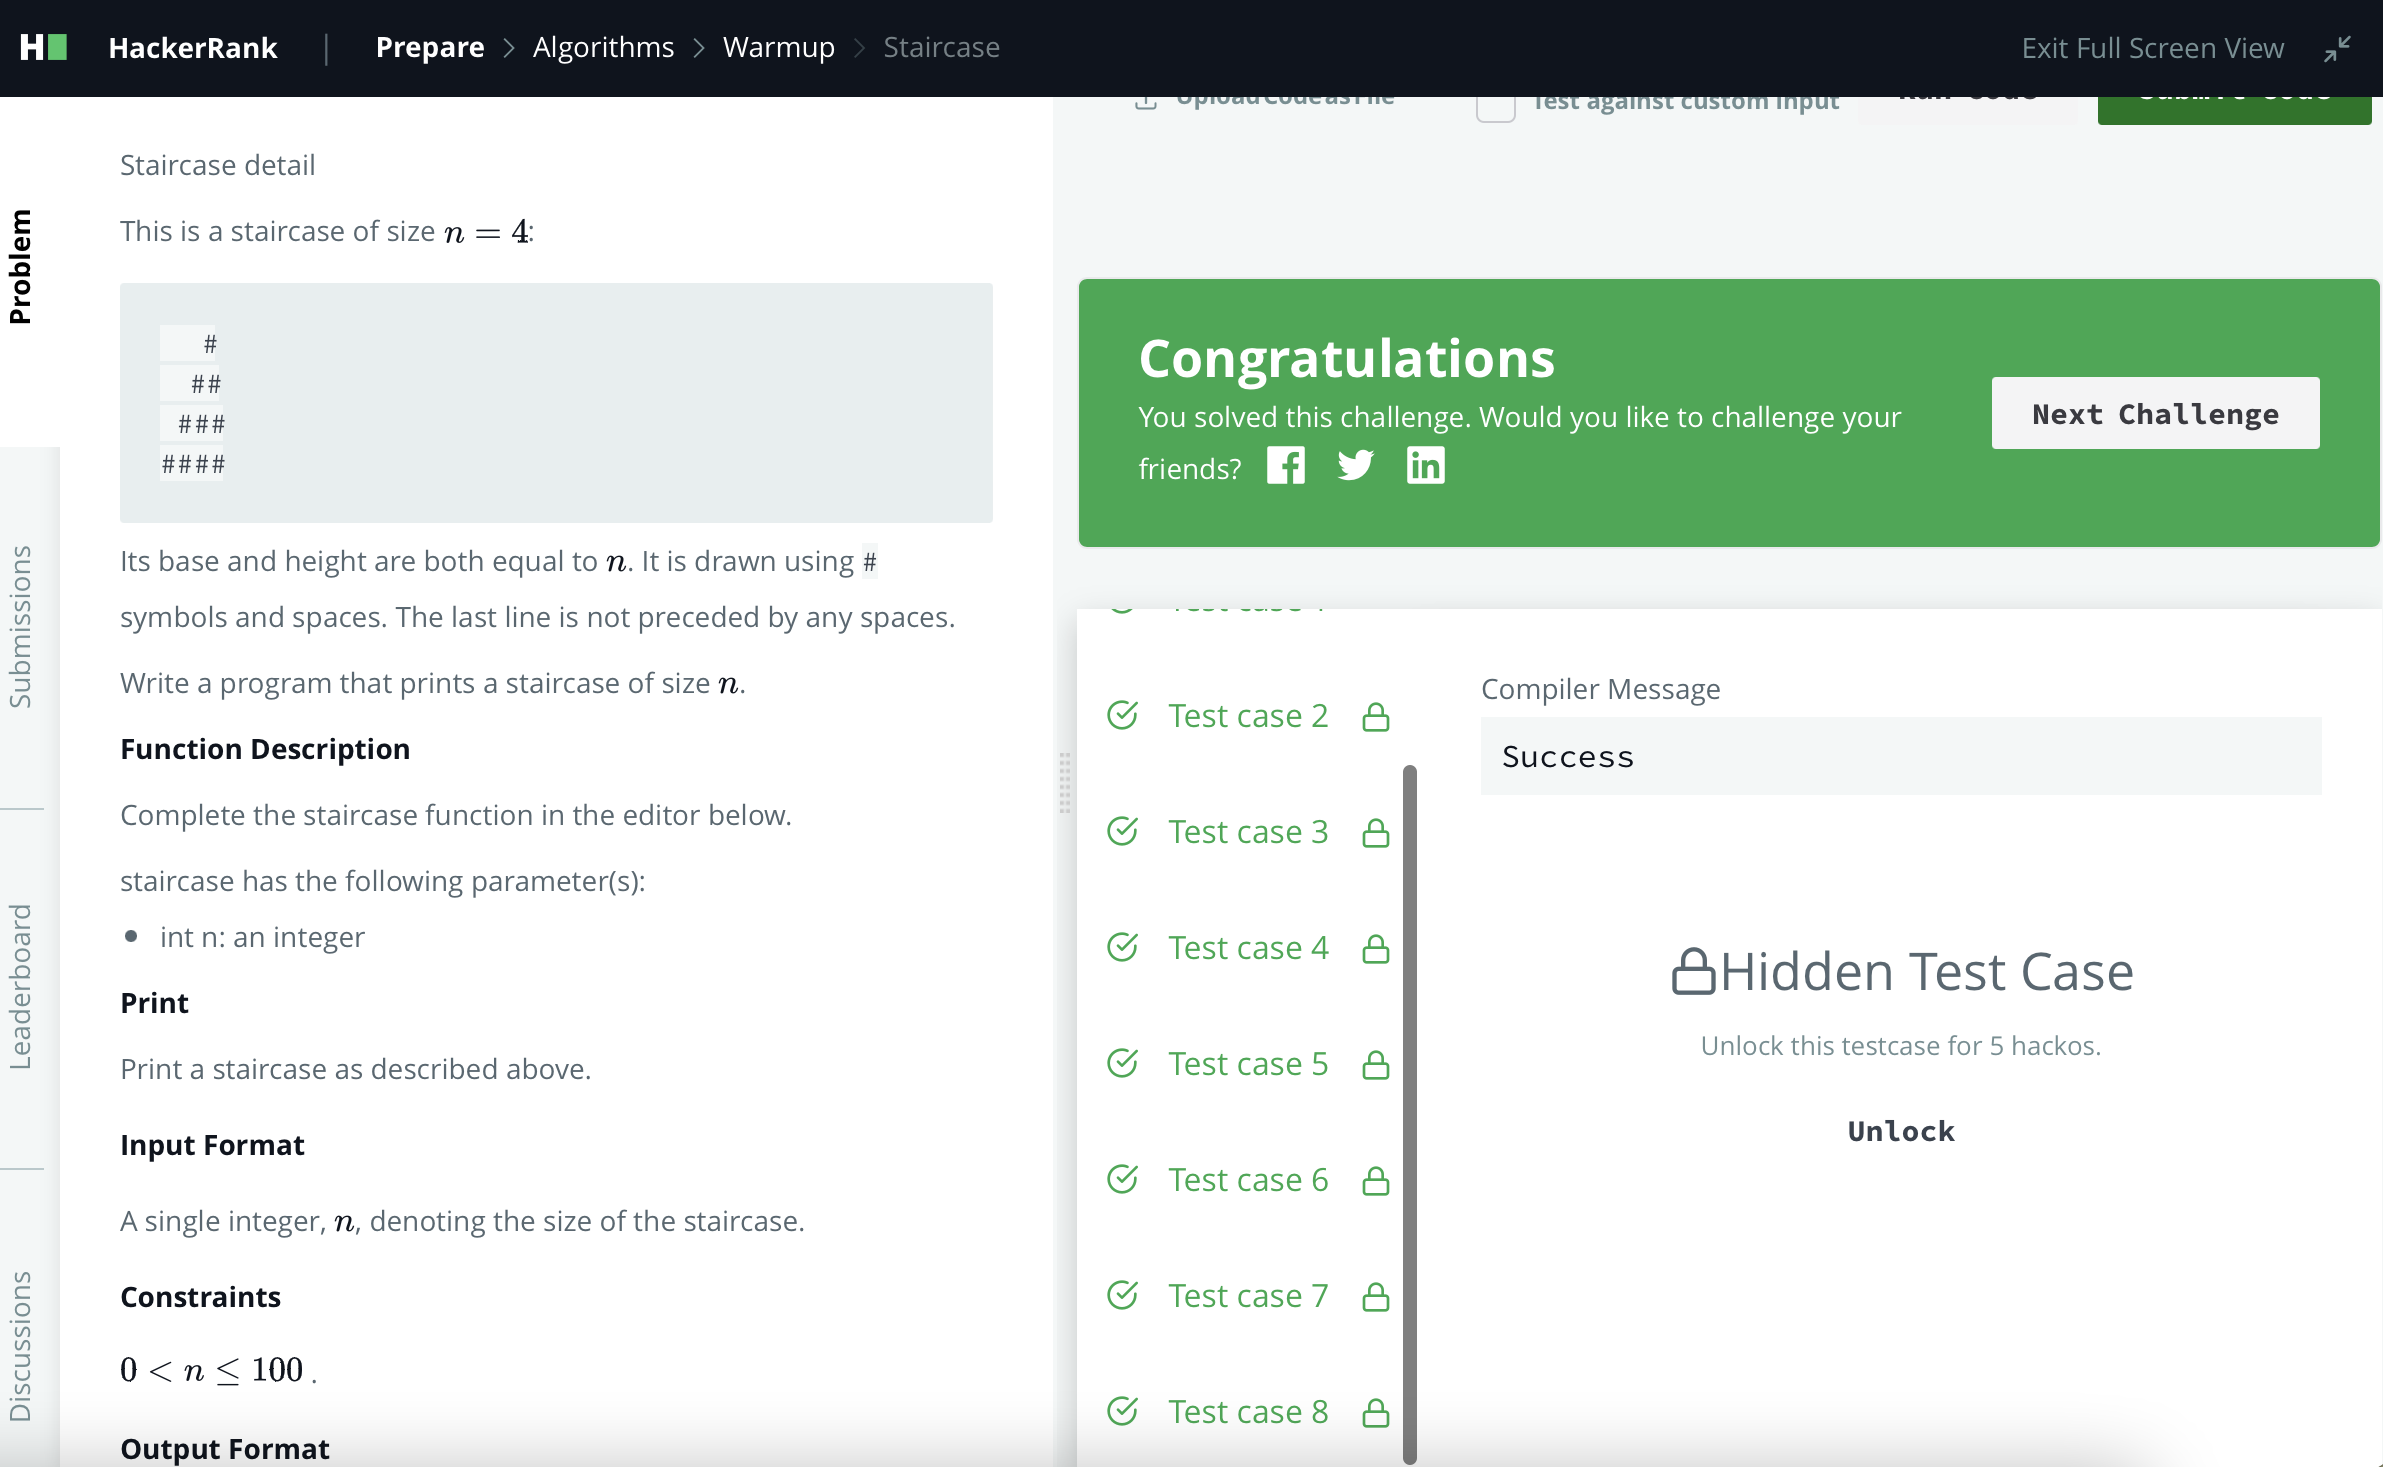 H HackerRank | Prepare > Algorithms > Warmup > Staircase Exit Full Screen View
Problem
Submissions
Leaderboard
Discussions
Staircase detail
This is a staircase of size n = 4:
   #
  ##
 ###
####
Its base and height are both equal to n. It is drawn using #
symbols and spaces. The last line is not preceded by any spaces.
Write a program that prints a staircase of size n.
Function Description
Complete the staircase function in the editor below.
staircase has the following parameter(s):
• int n: an integer
Print
Print a staircase as described above.
Input Format
A single integer, n, denoting the size of the staircase.
Constraints
0 < n ≤ 100 .
Output Format
Upload Code as File
Test against custom input
Run Code
Submit Code
Congratulations
You solved this challenge. Would you like to challenge your
friends?
Next Challenge
Test case 1
Test case 2
Test case 3
Test case 4
Test case 5
Test case 6
Test case 7
Test case 8
Compiler Message
Success
Hidden Test Case
Unlock this testcase for 5 hackos.
Unlock